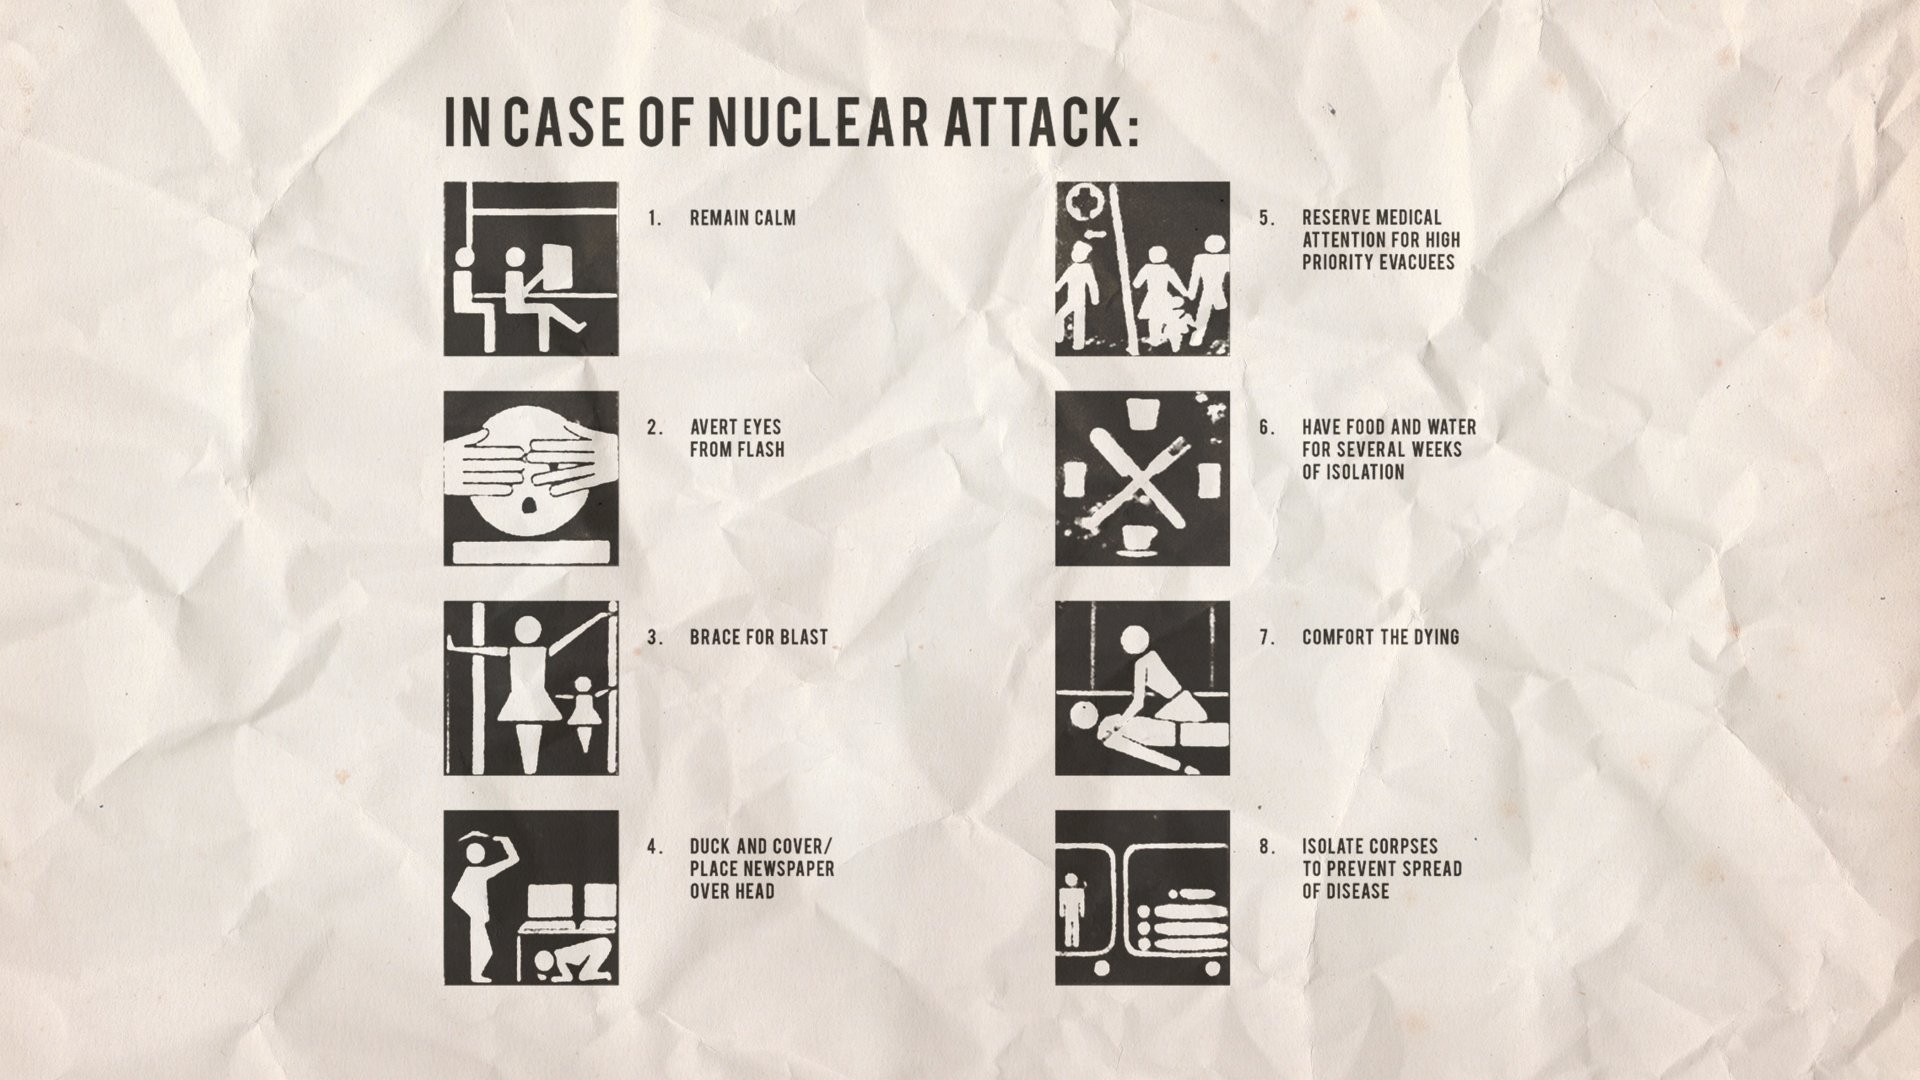 IN CASE OF NUCLEAR ATTACK:
1. REMAIN CALM
2. AVERT EYES
FROM FLASH
3. BRACE FOR BLAST
4. DUCK AND COVER/
PLACE NEWSPAPER
OVER HEAD
5. RESERVE MEDICAL
ATTENTION FOR HIGH
PRIORITY EVACUEES
6. HAVE FOOD AND WATER
FOR SEVERAL WEEKS
OF ISOLATION
7. COMFORT THE DYING
8. ISOLATE CORPSES
TO PREVENT SPREAD
OF DISEASE